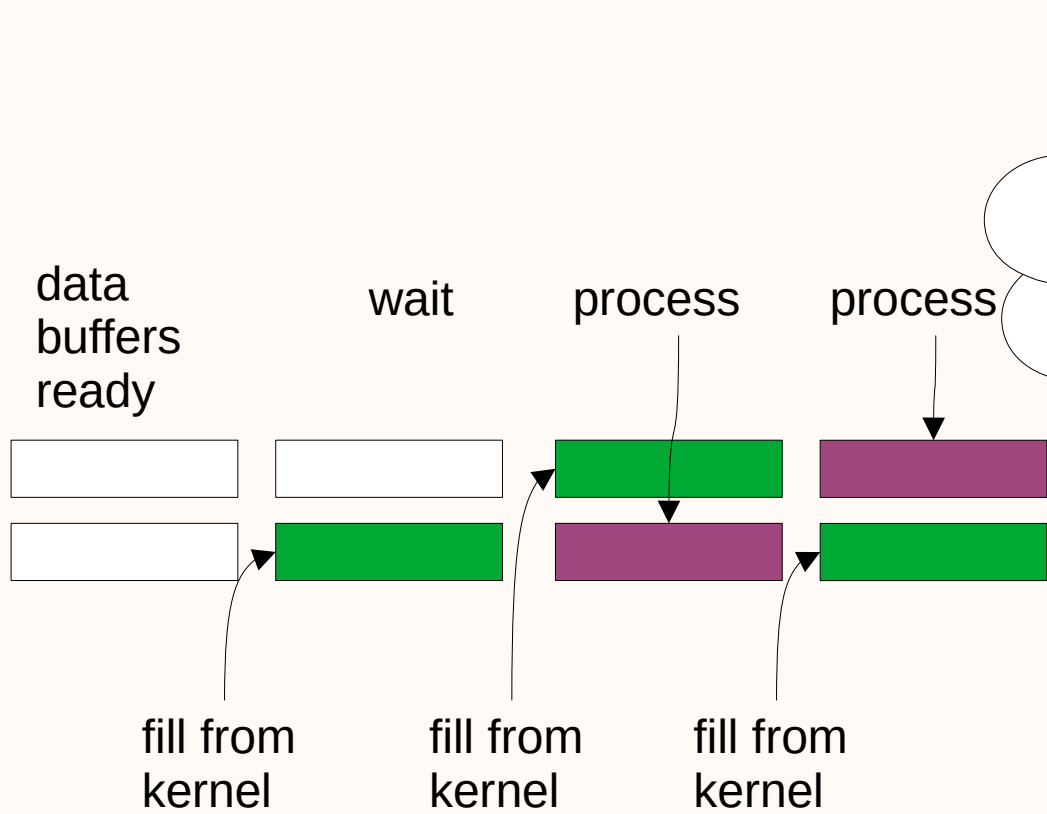 data
buffers
ready
wait
process
process
fill from
kernel
fill from
kernel
fill from
kernel